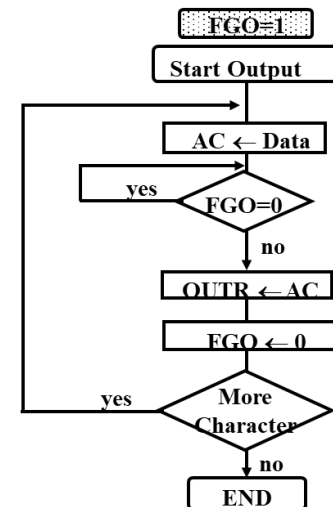 FGO=1
Start Output
AC ← Data
yes
FGO=0
no
OUTR ← AC
FGO ← 0
yes
More
Character
no
END